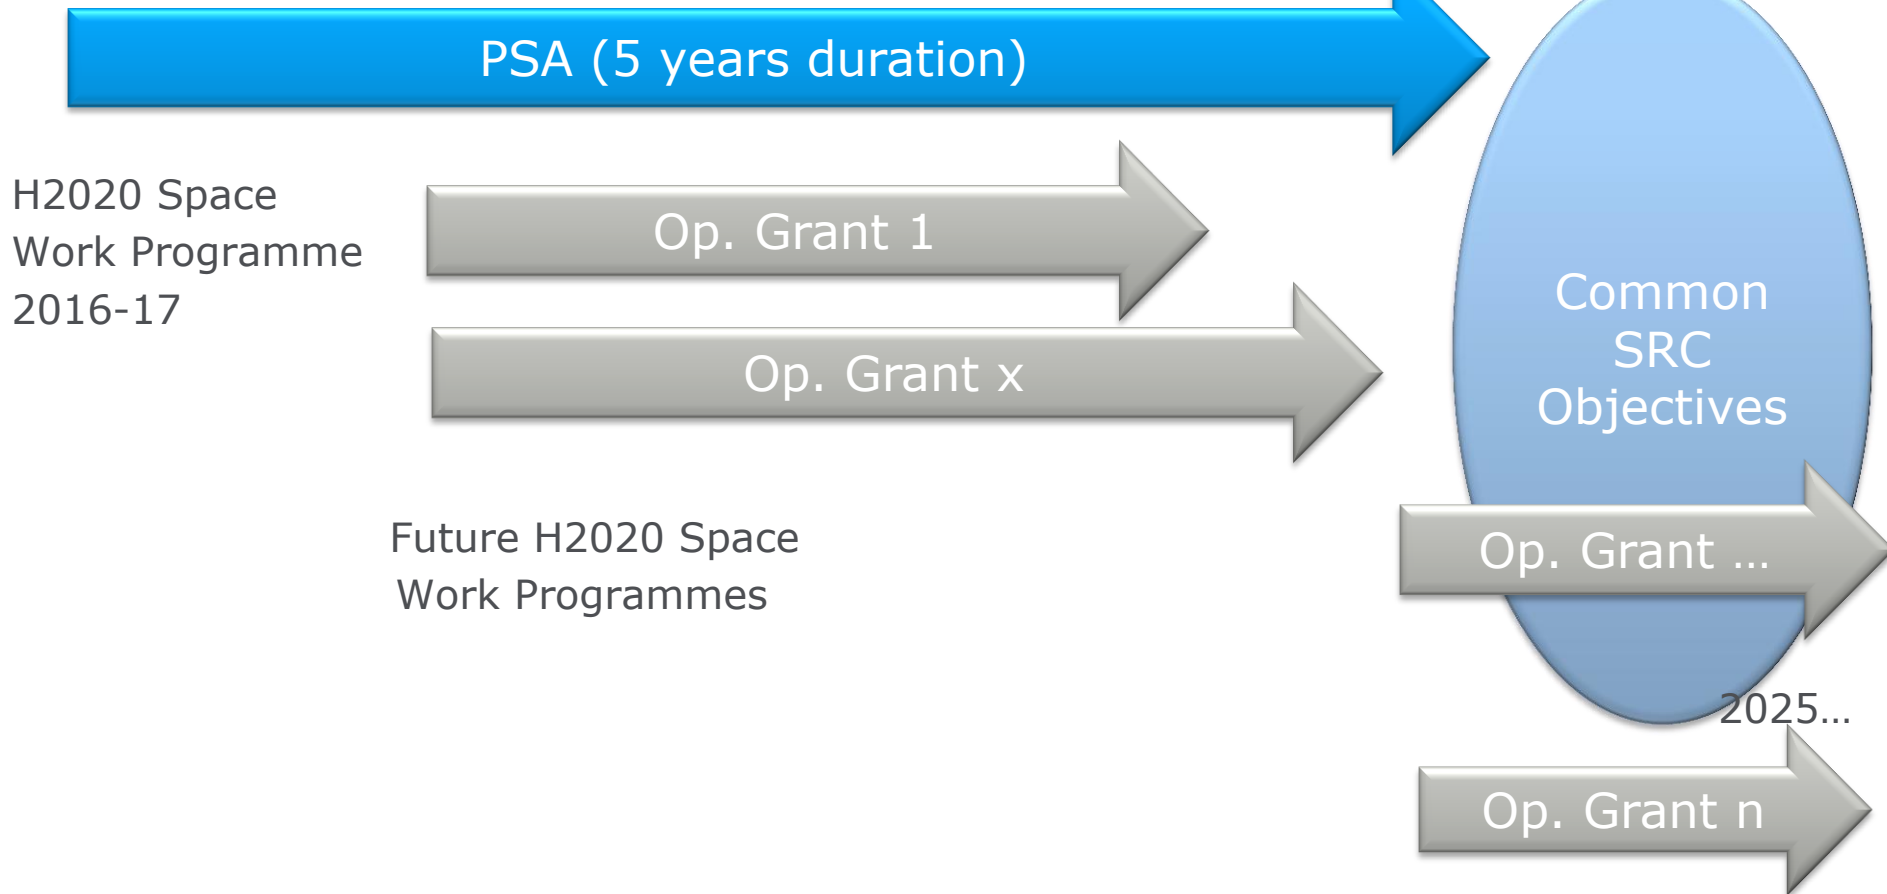 PSA (5 years duration)
H2020 Space
Work Programme
2016-17
Op. Grant 1
Op. Grant x
Common
SRC
Objectives
Future H2020 Space
Work Programmes
Op. Grant ...
2025...
Op. Grant n